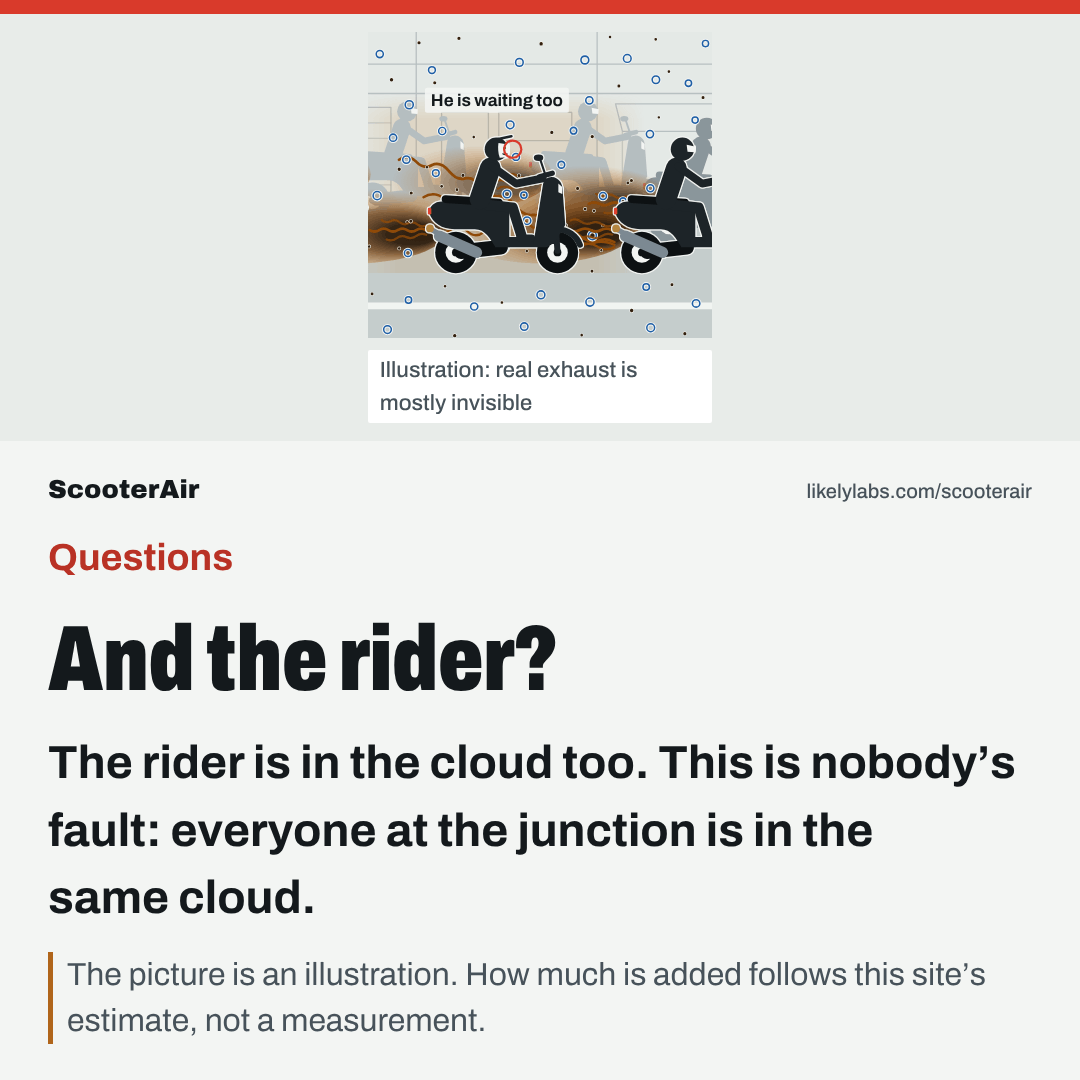 He is waiting too
Illustration: real exhaust is
mostly invisible
ScooterAir
likelylabs.com/scooterair
Questions
And the rider?
The rider is in the cloud too. This is nobody’s
fault: everyone at the junction is in the
same cloud.
The picture is an illustration. How much is added follows this site’s
estimate, not a measurement.